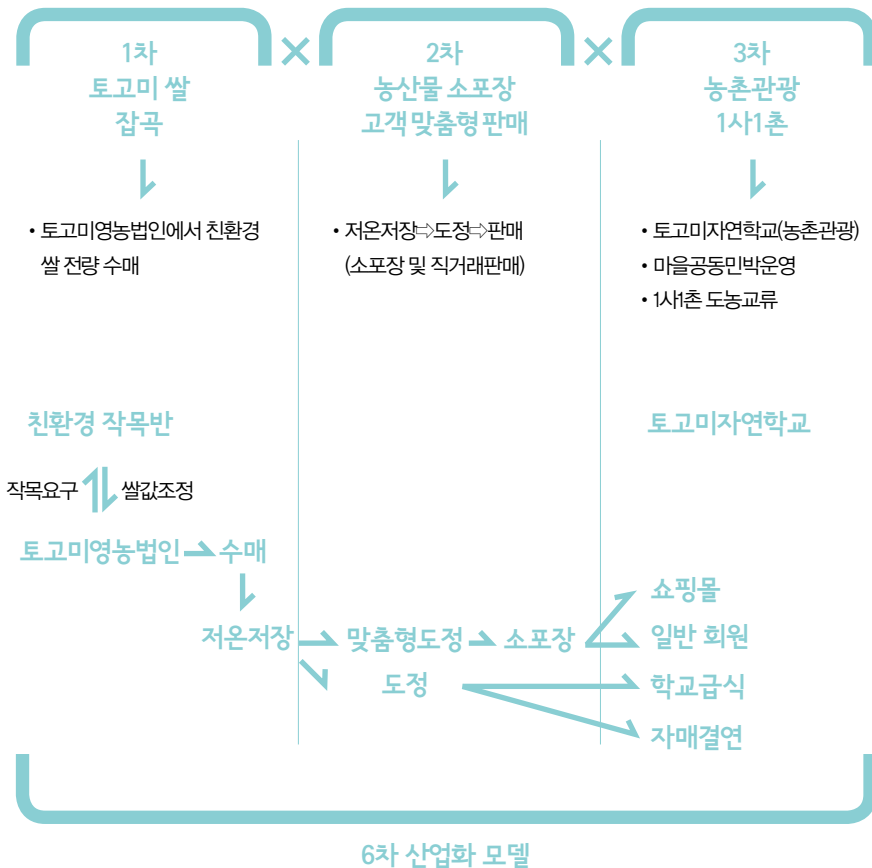 1차
토고미 쌀
잡곡
×
2차
농산물 소포장
고객 맞춤형 판매
×
3차
농촌관광
1사1촌
• 토고미영농법인에서 친환경
쌀 전량 수매
• 저온저장⇨도정⇨판매
(소포장 및 직거래판매)
• 토고미자연학교(농촌관광)
• 마을공동민박운영
• 1사1촌 도농교류
친환경 작목반
토고미자연학교
작목요구
쌀값조정
토고미영농법인
수매
저온저장
맞춤형도정
소포장
도정
쇼핑몰
일반 회원
학교급식
자매결연
6차 산업화 모델